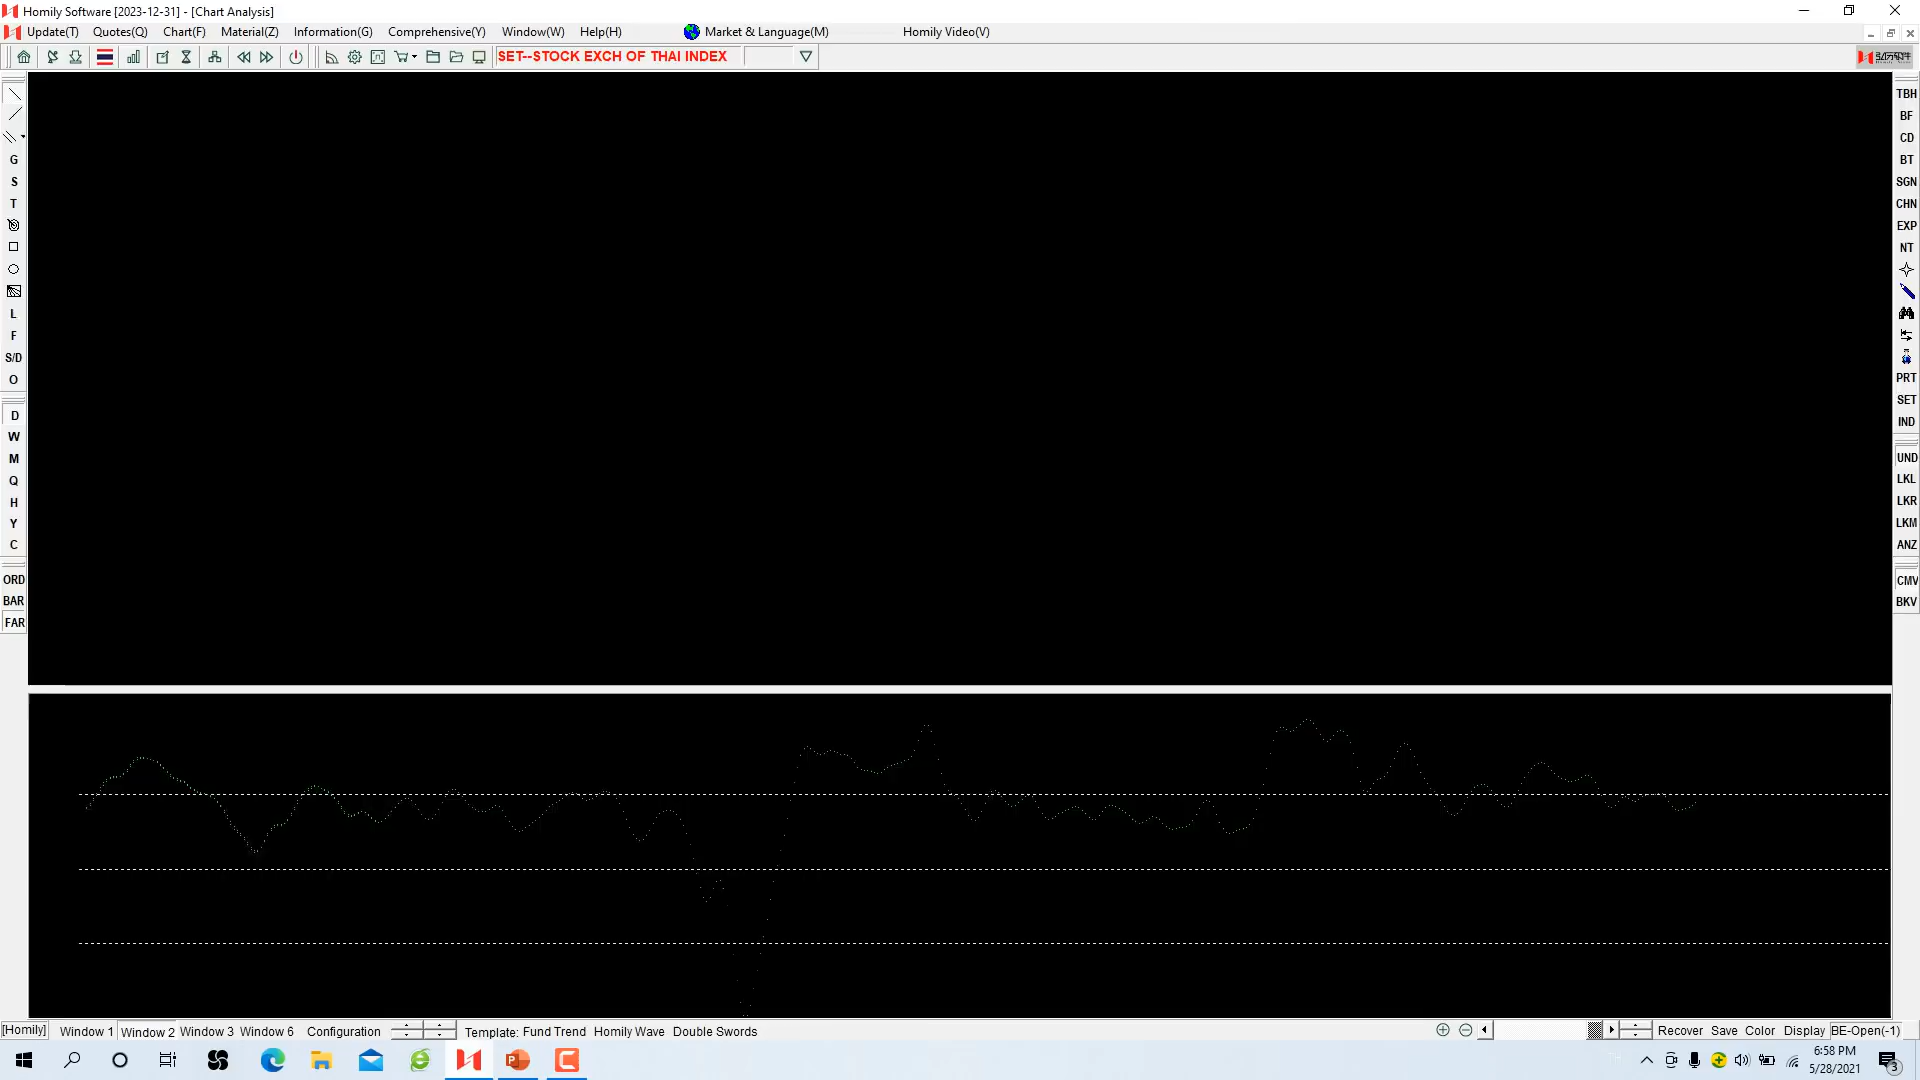 Homily Software [2023-12-31] - [Chart Analysis]
Update(T) Quotes(Q) Chart(F) Material(Z) Information(G) Comprehensive(Y) Window(W) Help(H) Market & Language(M) Homily Video(V)
SET--STOCK EXCH OF THAI INDEX
G
S
T
L
F
S/D
O
D
W
M
Q
H
Y
C
ORD
BAR
FAR
TBH
BF
CD
BT
SGN
CHN
EXP
NT
PRT
SET
IND
UND
LKL
LKR
LKM
ANZ
CMV
BKV
[Homily] Window 1 Window 2 Window 3 Window 6 Configuration Template: Fund Trend Homily Wave Double Swords Recover Save Color Display BE-Open(-1)
6:58 PM
5/28/2021
3